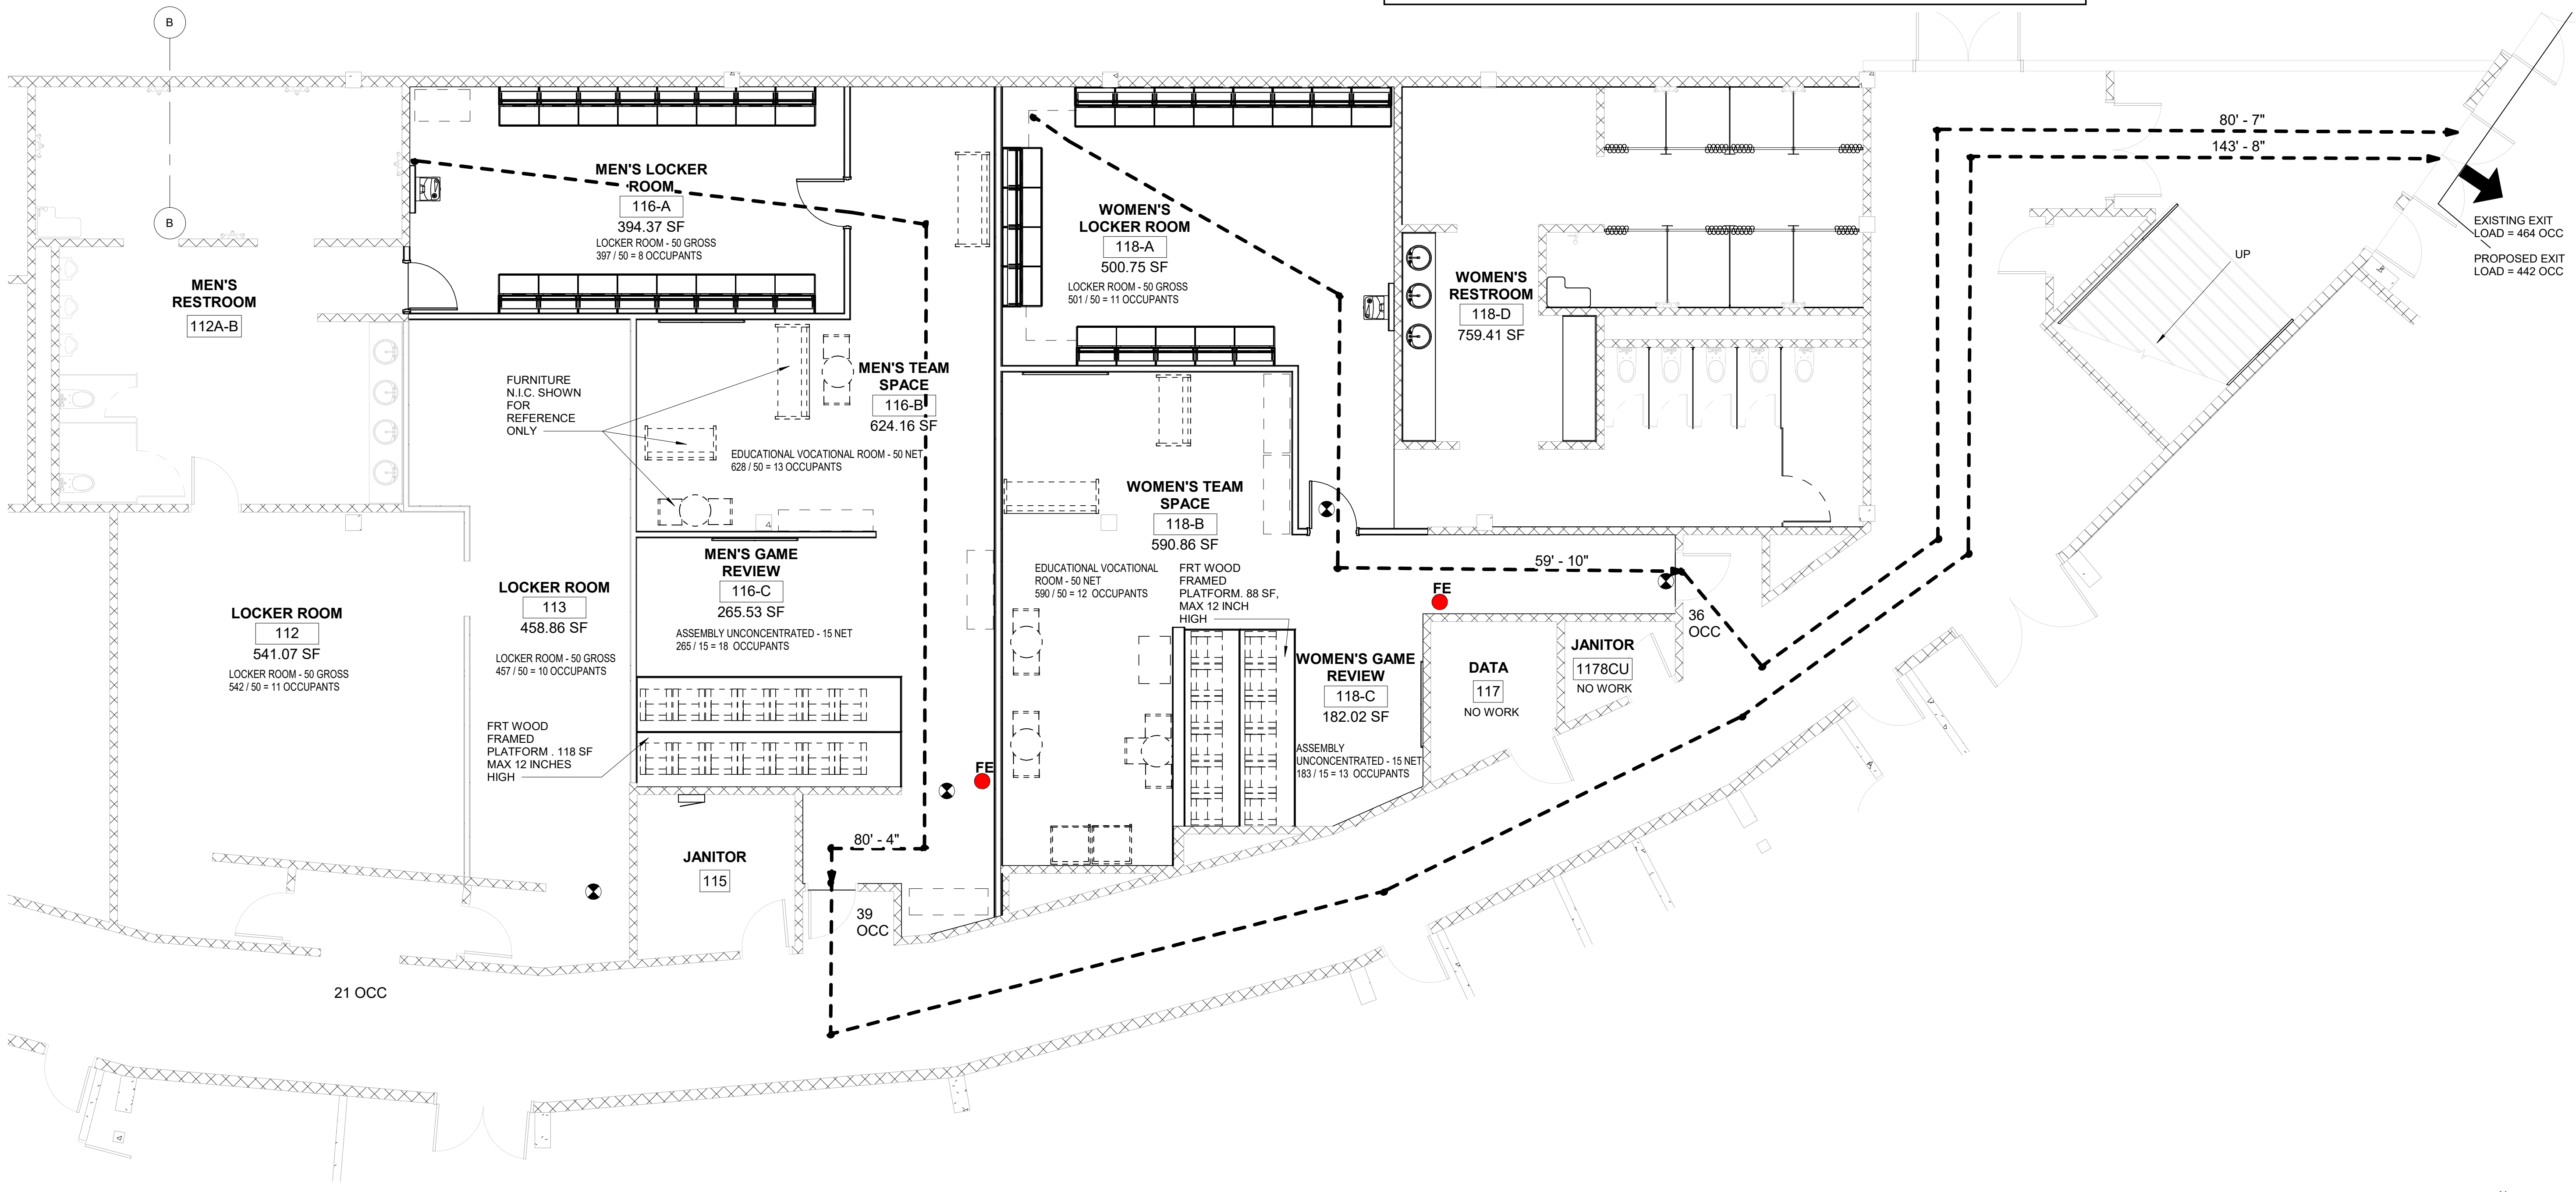 B
B
MEN'S
RESTROOM
112A-B
MEN'S LOCKER
ROOM
116-A
394.37 SF
LOCKER ROOM - 50 GROSS
397 / 50 = 8 OCCUPANTS
WOMEN'S
LOCKER ROOM
118-A
500.75 SF
LOCKER ROOM - 50 GROSS
501 / 50 = 11 OCCUPANTS
WOMEN'S
RESTROOM
118-D
759.41 SF
80' - 7"
143' - 8"
EXISTING EXIT
LOAD = 464 OCC
PROPOSED EXIT
LOAD = 442 OCC
UP
FURNITURE
N.I.C. SHOWN
FOR
REFERENCE
ONLY
MEN'S TEAM
SPACE
116-B
624.16 SF
EDUCATIONAL VOCATIONAL ROOM - 50 NET
628 / 50 = 13 OCCUPANTS
WOMEN'S TEAM
SPACE
118-B
590.86 SF
EDUCATIONAL VOCATIONAL
ROOM - 50 NET
590 / 50 = 12 OCCUPANTS
FRT WOOD
FRAMED
PLATFORM. 88 SF,
MAX 12 INCH
HIGH
59' - 10"
FE
36
OCC
LOCKER ROOM
112
541.07 SF
LOCKER ROOM - 50 GROSS
542 / 50 = 11 OCCUPANTS
LOCKER ROOM
113
458.86 SF
LOCKER ROOM - 50 GROSS
457 / 50 = 10 OCCUPANTS
MEN'S GAME
REVIEW
116-C
265.53 SF
ASSEMBLY UNCONCENTRATED - 15 NET
265 / 15 = 18 OCCUPANTS
FRT WOOD
FRAMED
PLATFORM . 118 SF
MAX 12 INCHES
HIGH
WOMEN'S GAME
REVIEW
118-C
182.02 SF
ASSEMBLY
UNCONCENTRATED - 15 NET
183 / 15 = 13 OCCUPANTS
DATA
117
NO WORK
JANITOR
1178CU
NO WORK
FE
JANITOR
115
80' - 4"
39
OCC
21 OCC